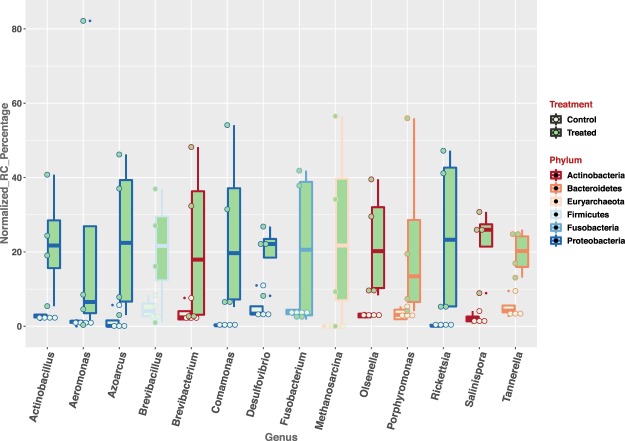 Normalized_RC_Percentage
80
60
40
20
0
Actinobacillus
Aeromonas
Azoarcus
Brevibacillus
Brevibacterium
Comamonas
Desulfovibrio
Fusobacterium
Methanosarcina
Olsenella
Porphyromonas
Rickettsia
Salinispora
Tannerella
Genus
Treatment
Control
Treated
Phylum
Actinobacteria
Bacteroidetes
Euryarchaeota
Firmicutes
Fusobacteria
Proteobacteria